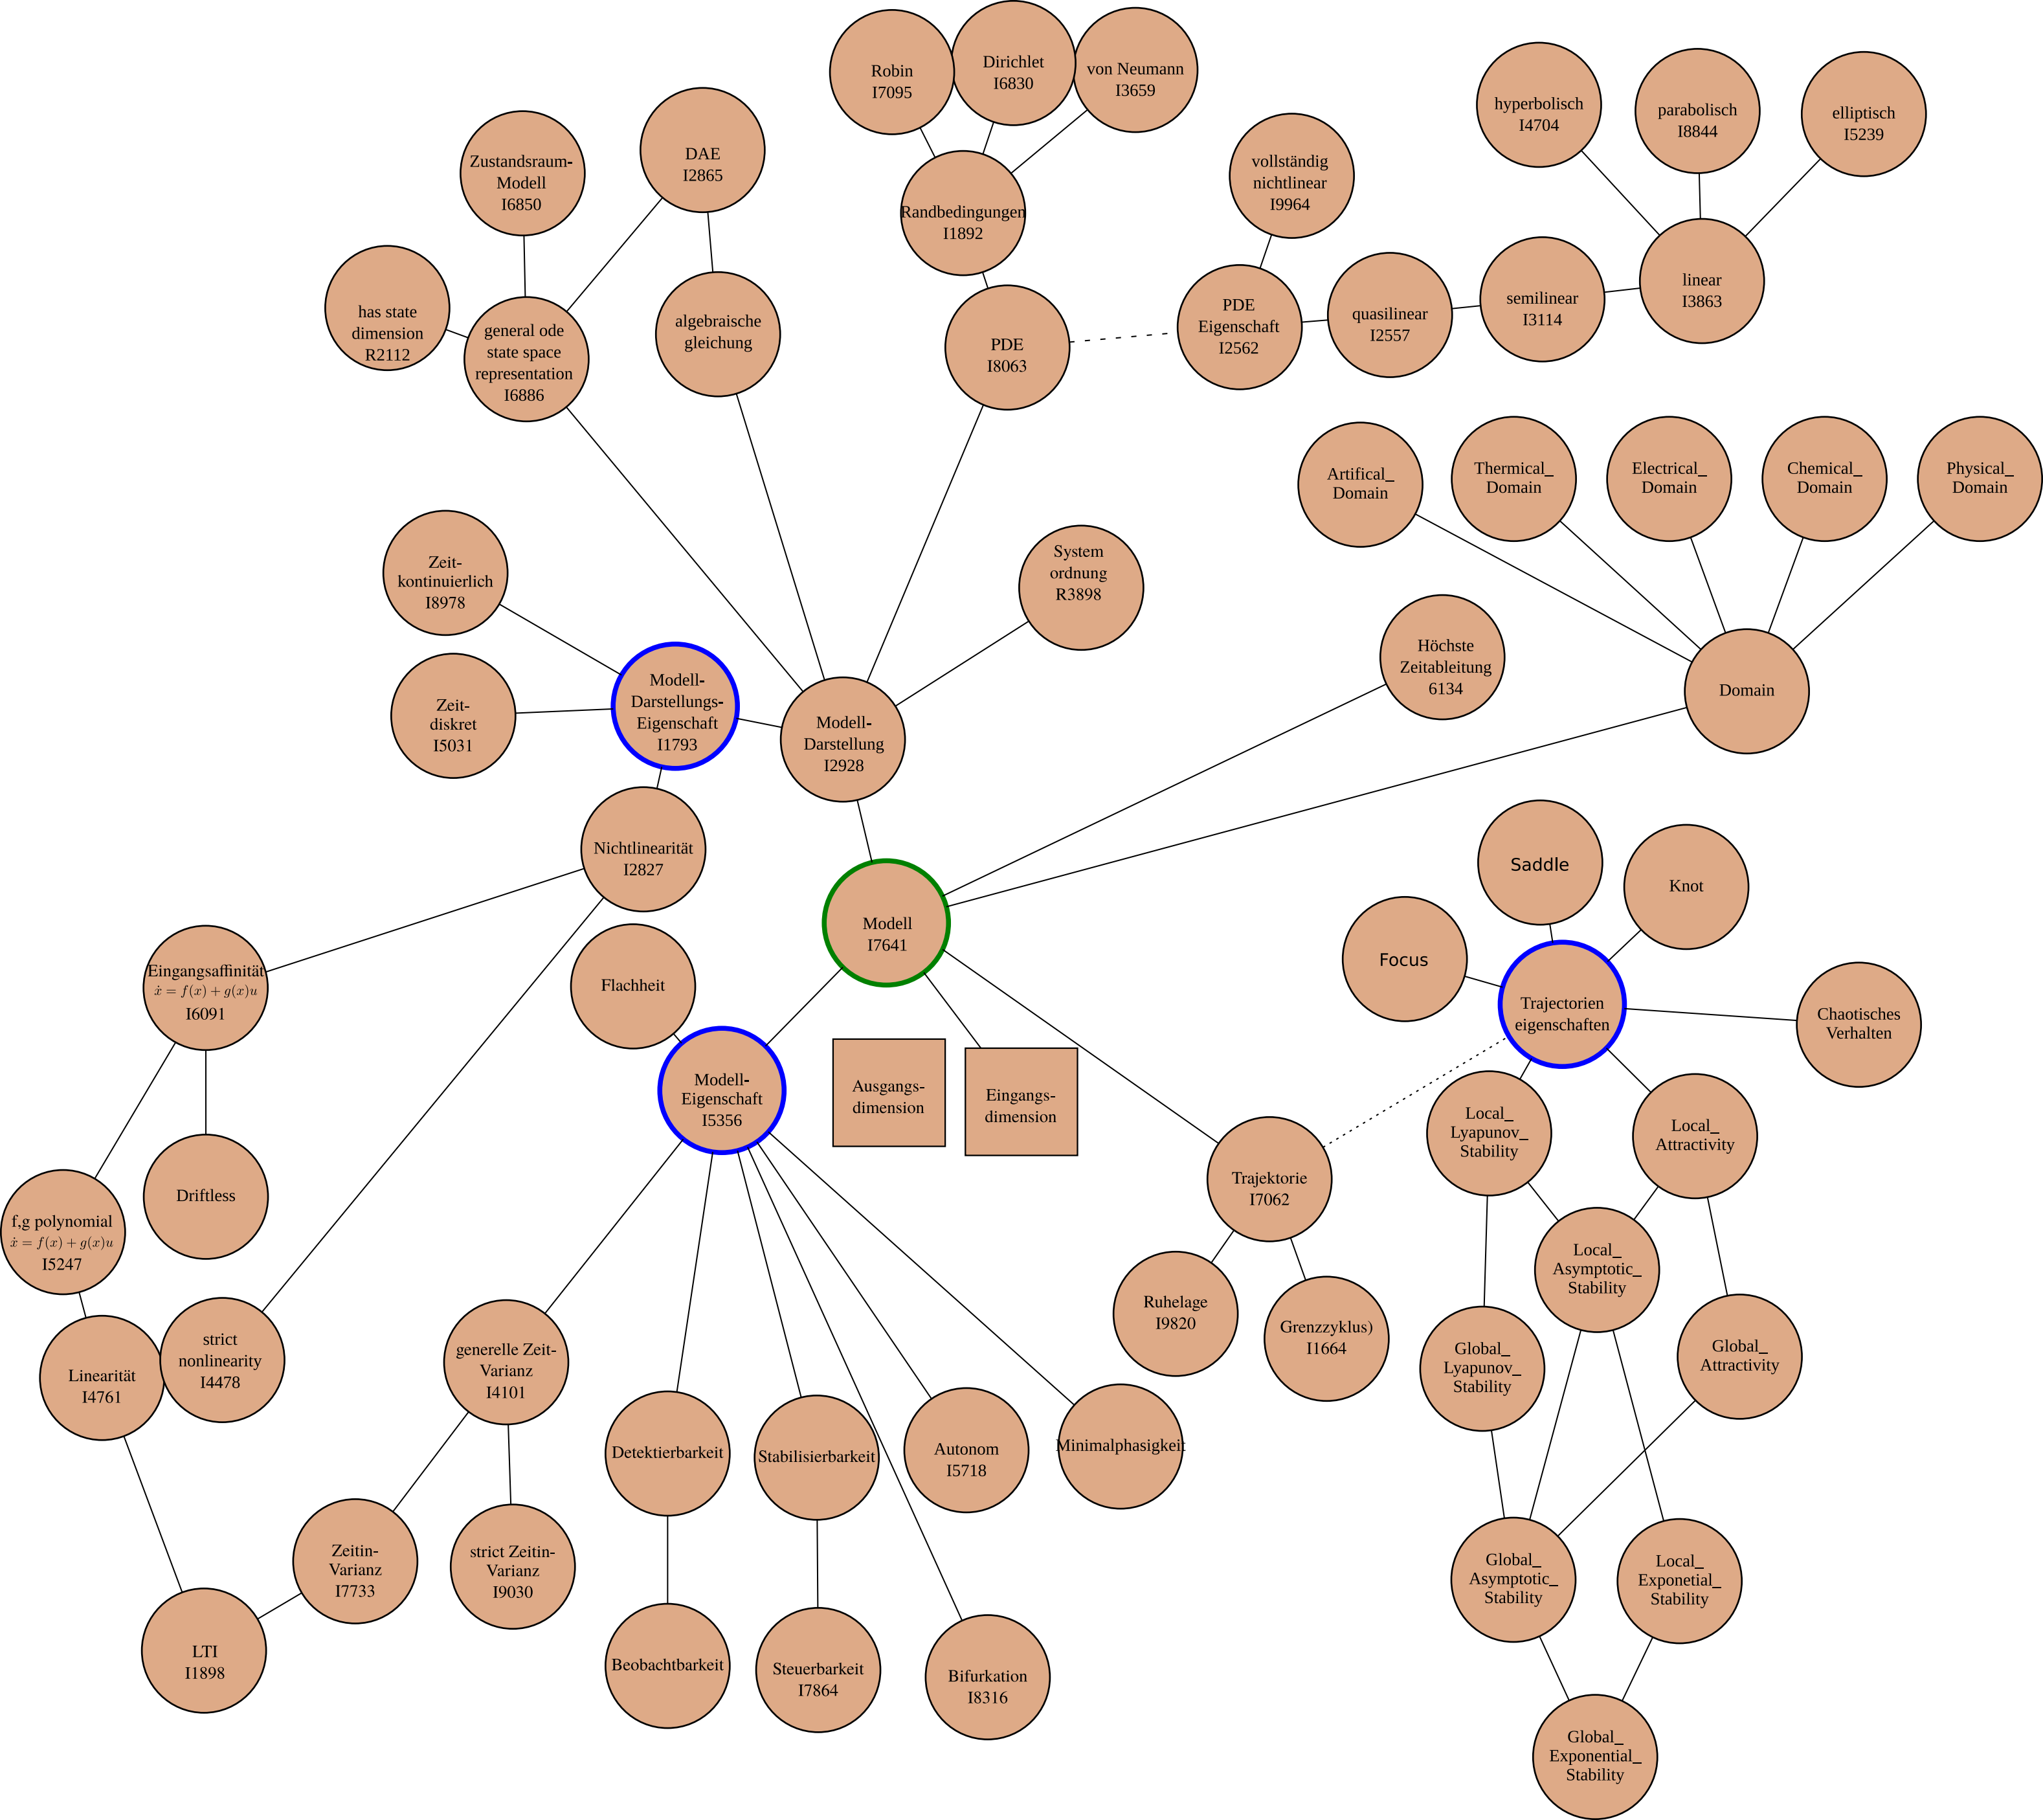 Robin
I7095
Dirichlet
I6830
von Neumann
I3659
hyperbolisch
I4704
parabolisch
I8844
elliptisch
I5239
Zustandsraum-
Modell
I6850
DAE
I2865
Randbedingungen
I1892
vollständig
nichtlinear
I9964
has state
dimension
R2112
general ode
state space
representation
I6886
algebraische
gleichung
PDE
I8063
PDE
Eigenschaft
I2562
quasilinear
I2557
semilinear
I3114
linear
I3863
Artifical_
Domain
Thermical_
Domain
Electrical_
Domain
Chemical_
Domain
Physical_
Domain
Zeit-
kontinuierlich
I8978
System
ordnung
R3898
Höchste
Zeitableitung
6134
Domain
Zeit-
diskret
I5031
Modell-
Darstellungs-
Eigenschaft
I1793
Modell-
Darstellung
I2928
Nichtlinearität
I2827
Modell
I7641
Saddle
Knot
Focus
Trajectorien
eigenschaften
Chaotisches
Verhalten
Eingangsaffinität
ẋ = f(x) + g(x)u
I6091
Flachheit
Modell-
Eigenschaft
I5356
Ausgangs-
dimension
Eingangs-
dimension
Local_
Lyapunov_
Stability
Local_
Attractivity
Driftless
f,g polynomial
ẋ = f(x) + g(x)u
I5247
Trajektorie
I7062
Local_
Asymptotic_
Stability
Ruhelage
I9820
Grenzzyklus)
I1664
Global_
Lyapunov_
Stability
Global_
Attractivity
Linearität
I4761
strict
nonlinearity
I4478
generelle Zeit-
Varianz
I4101
Detektierbarkeit
Stabilisierbarkeit
Autonom
I5718
Minimalphasigkeit
Zeitin-
Varianz
I7733
strict Zeitin-
Varianz
I9030
Global_
Asymptotic_
Stability
Local_
Exponetial_
Stability
LTI
I1898
Beobachtbarkeit
Steuerbarkeit
I7864
Bifurkation
I8316
Global_
Exponential_
Stability